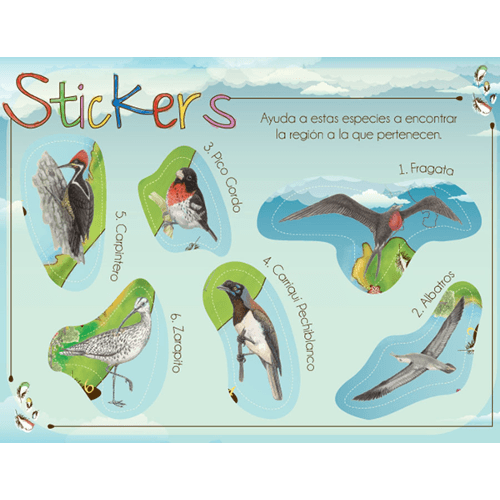 Stickers
Ayuda a estas especies a encontrar
la región a la que pertenecen.
1. Fragata
2. Albatros
3. Pico Gordo
4. Carriqui Pechiblanco
5. Carpintero
6. Zarapito